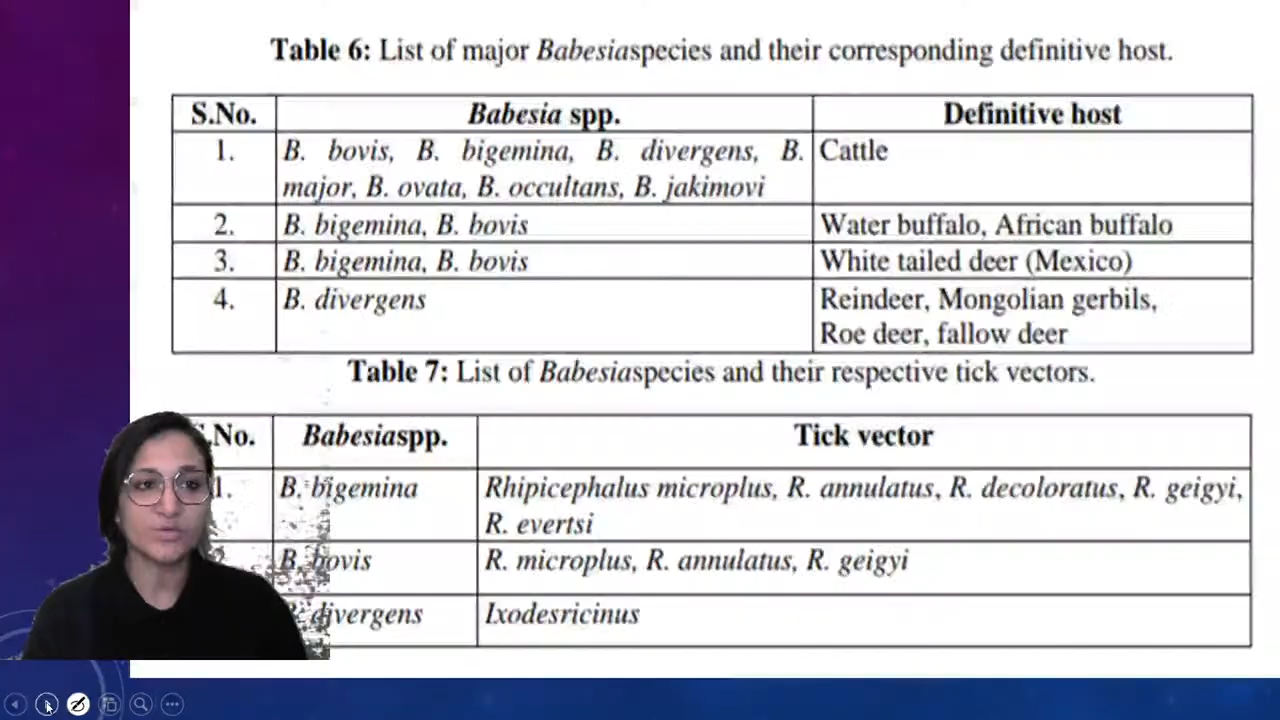 Table 6: List of major Babesiaspecies and their corresponding definitive host.
S.No. Babesia spp. Definitive host
1. B. bovis, B. bigemina, B. divergens, B. Cattle
major, B. ovata, B. occultans, B. jakimovi
2. B. bigemina, B. bovis Water buffalo, African buffalo
3. B. bigemina, B. bovis White tailed deer (Mexico)
4. B. divergens Reindeer, Mongolian gerbils,
Roe deer, fallow deer
Table 7: List of Babesiaspecies and their respective tick vectors.
.No. Babesiaspp. Tick vector
1. B. bigemina Rhipicephalus microplus, R. annulatus, R. decoloratus, R. geigyi,
R. evertsi
B. bovis R. microplus, R. annulatus, R. geigyi
divergens Ixodesricinus